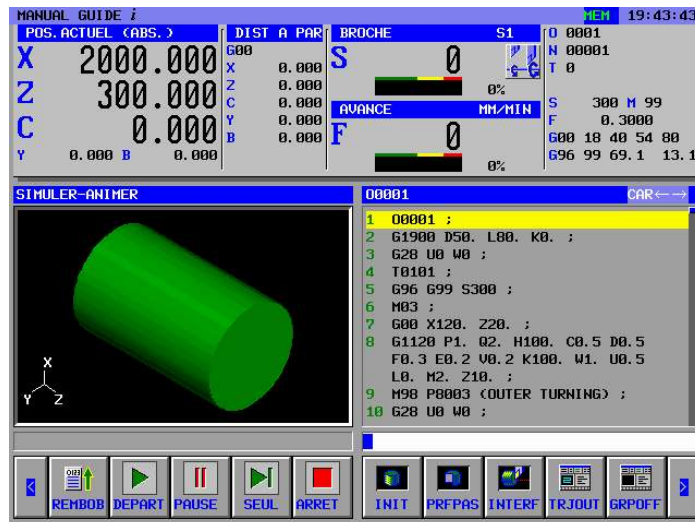 MANUAL GUIDE i MEM 19:43:43
POS.ACTUEL (ABS.)
X 2000.000
Z 300.000
C 0.000
Y 0.000 B 0.000
DIST A PAR
G00
X 0.000
Z 0.000
C 0.000
Y 0.000
B 0.000
BROCHE S1
S 0
0%
AVANCE MM/MIN
F 0
0%
O 0001
N 00001
T 0
S 300 M 99
F 0.3000
G00 18 40 54 80
G96 99 69.1 13.1
SIMULER-ANIMER
X
Y Z
O0001 CAR←→
1 O0001 ;
2 G1900 D50. L80. K0. ;
3 G28 U0 W0 ;
4 T0101 ;
5 G96 G99 S300 ;
6 M03 ;
7 G00 X120. Z20. ;
8 G1120 P1. Q2. H100. C0.5 D0.5
F0.3 E0.2 V0.2 K100. W1. U0.5
L0. M2. Z10. ;
9 M98 P8003 (OUTER TURNING) ;
10 G28 U0 W0 ;
< REMBOB DEPART PAUSE SEUL ARRET INIT PRFPAS INTERF TRJOUT GRPOFF >